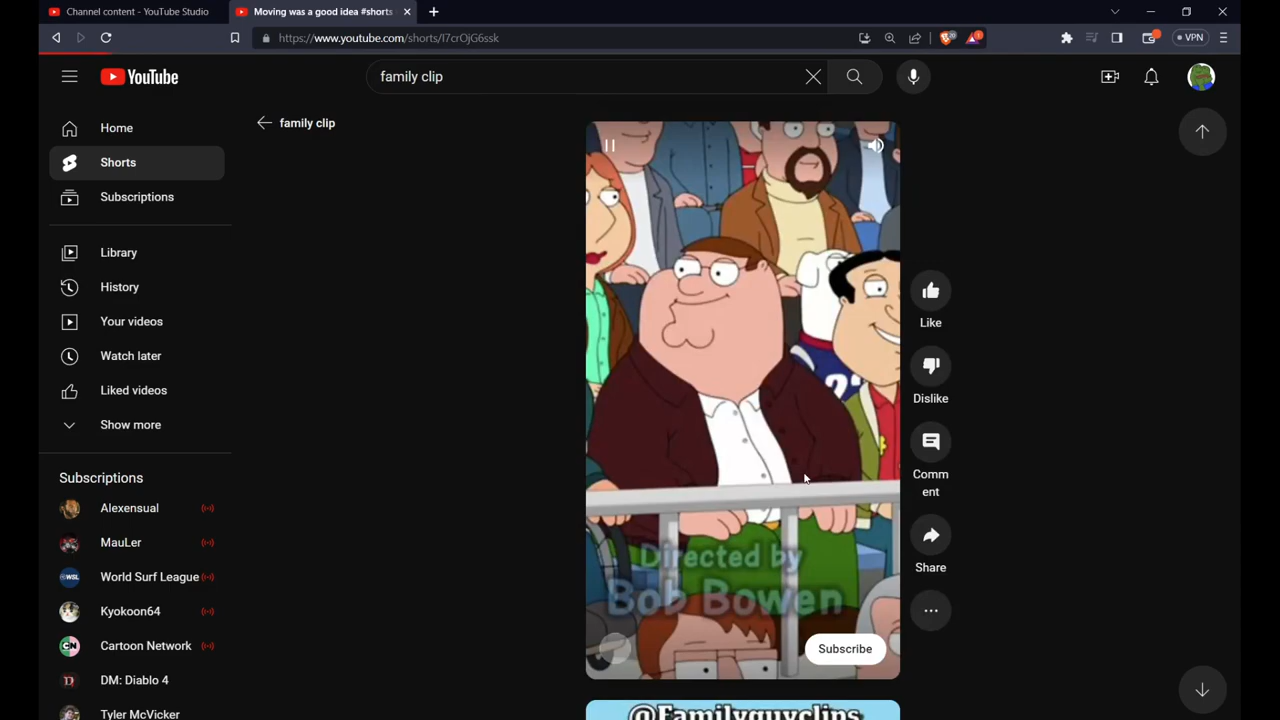 Channel content - YouTube Studio
Moving was a good idea #shorts
https://www.youtube.com/shorts/I7crOjG6ssk
20
1
VPN
YouTube
family clip
Home
Shorts
Subscriptions
Library
History
Your videos
Watch later
Liked videos
Show more
Subscriptions
Alexensual
MauLer
World Surf League
Kyokoon64
Cartoon Network
DM: Diablo 4
Tyler McVicker
family clip
Directed by
Bob Bowen
Subscribe
Like
Dislike
Comm
ent
Share
@Familyguyclips